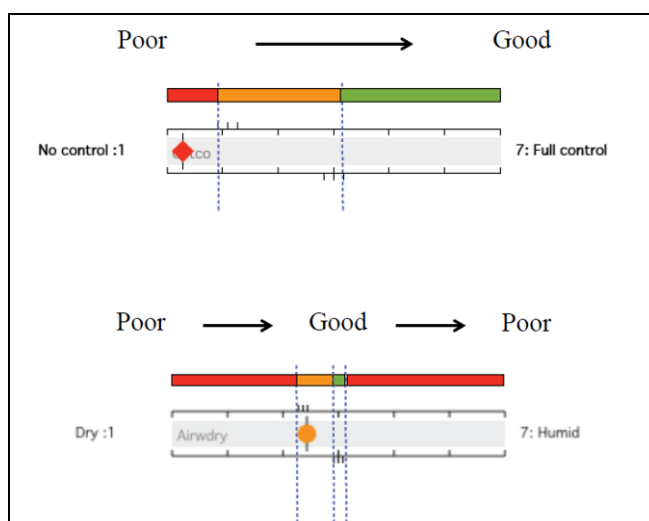 Poor Good
No control :1 7: Full control
Poor Good Poor
Dry :1 Airwdry 7: Humid